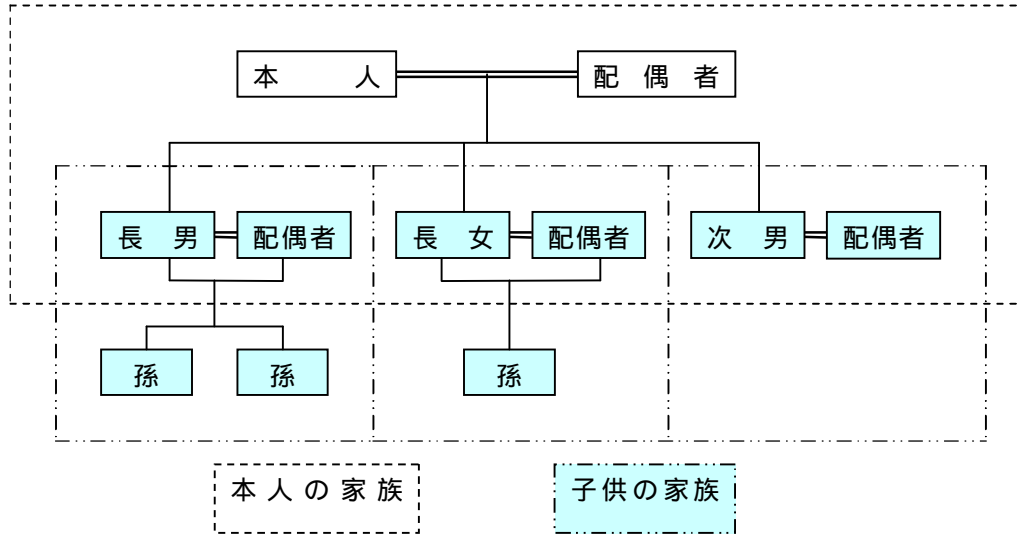 本人 配偶者
長男 配偶者 長女 配偶者 次男 配偶者
孫 孫 孫
本人の家族 子供の家族